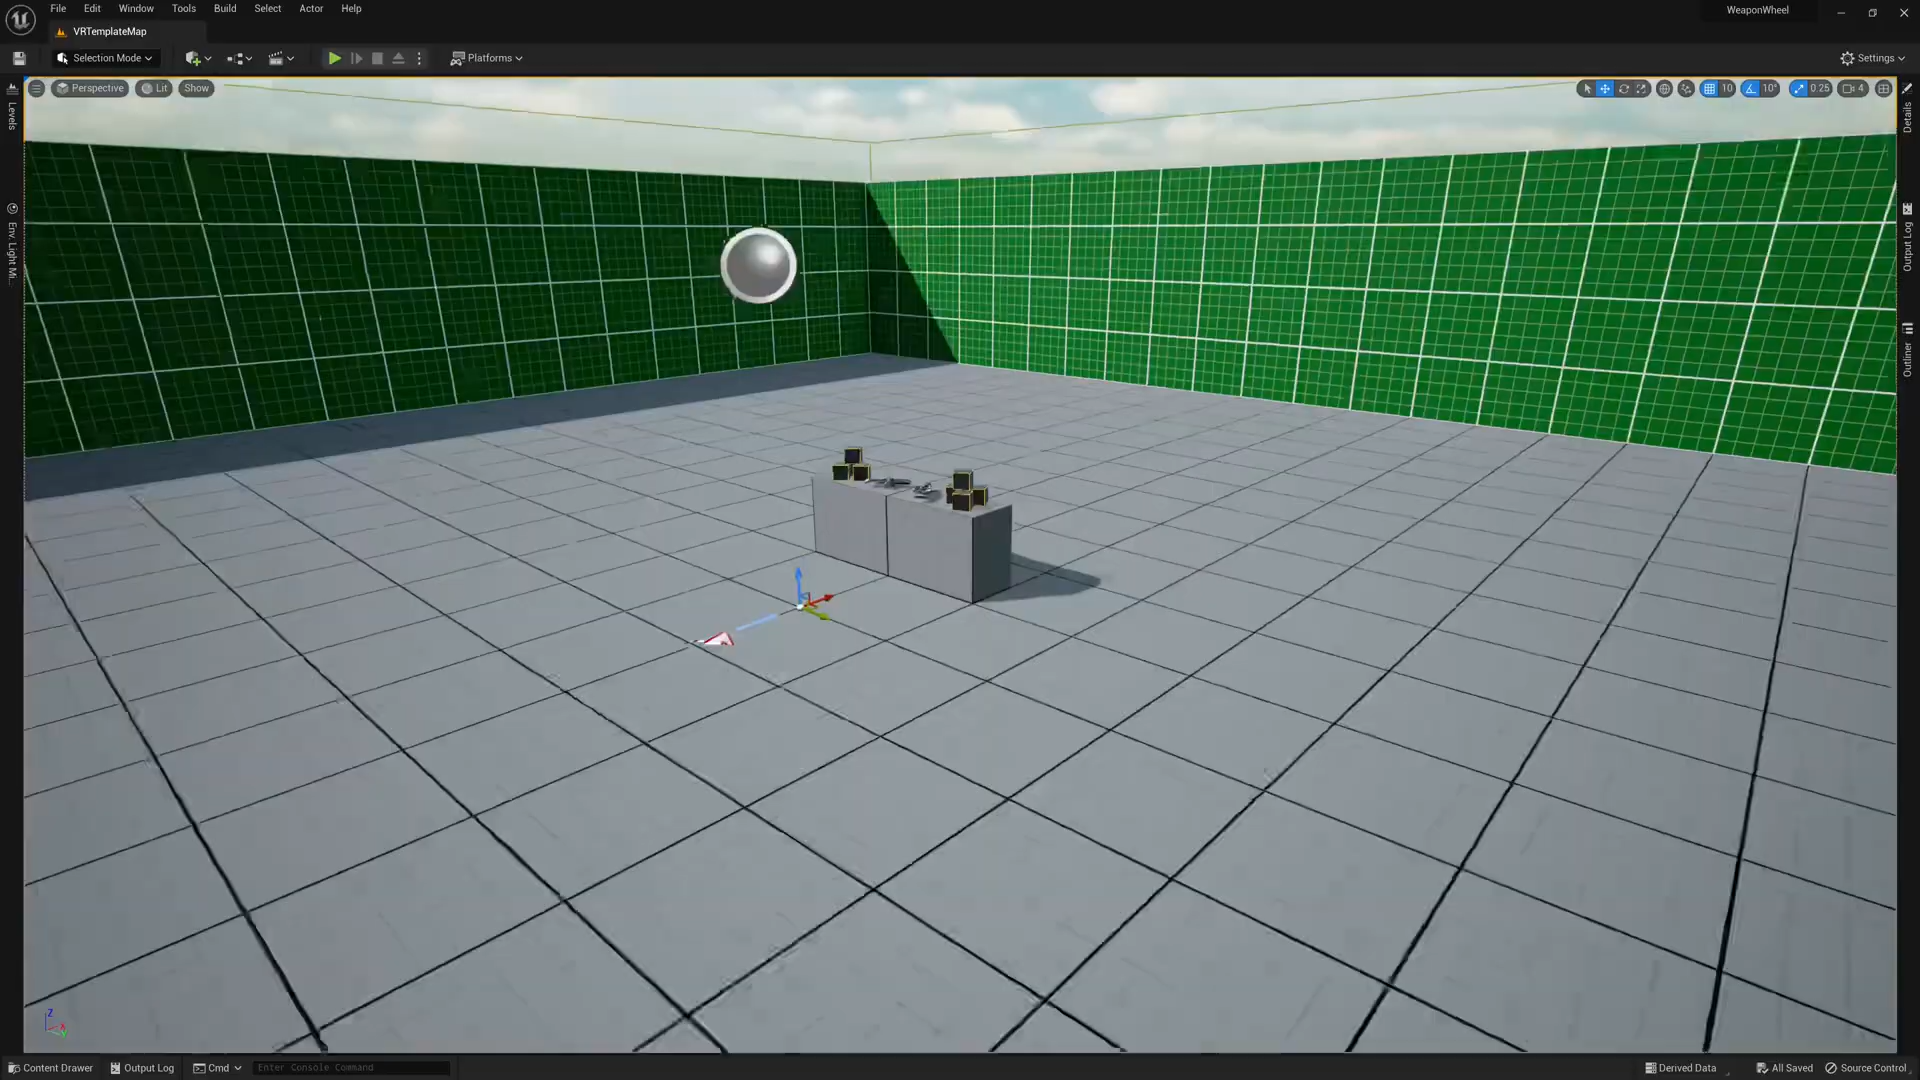 File Edit Window Tools Build Select Actor Help
WeaponWheel
VRTemplateMap
Selection Mode
Platforms
Settings
Perspective Lit Show
10 10° 0.25 4
Levels
Env. Light Mi...
Details
Output Log
Outliner
Z
Content Drawer Output Log Cmd Enter Console Command
Derived Data All Saved Source Control